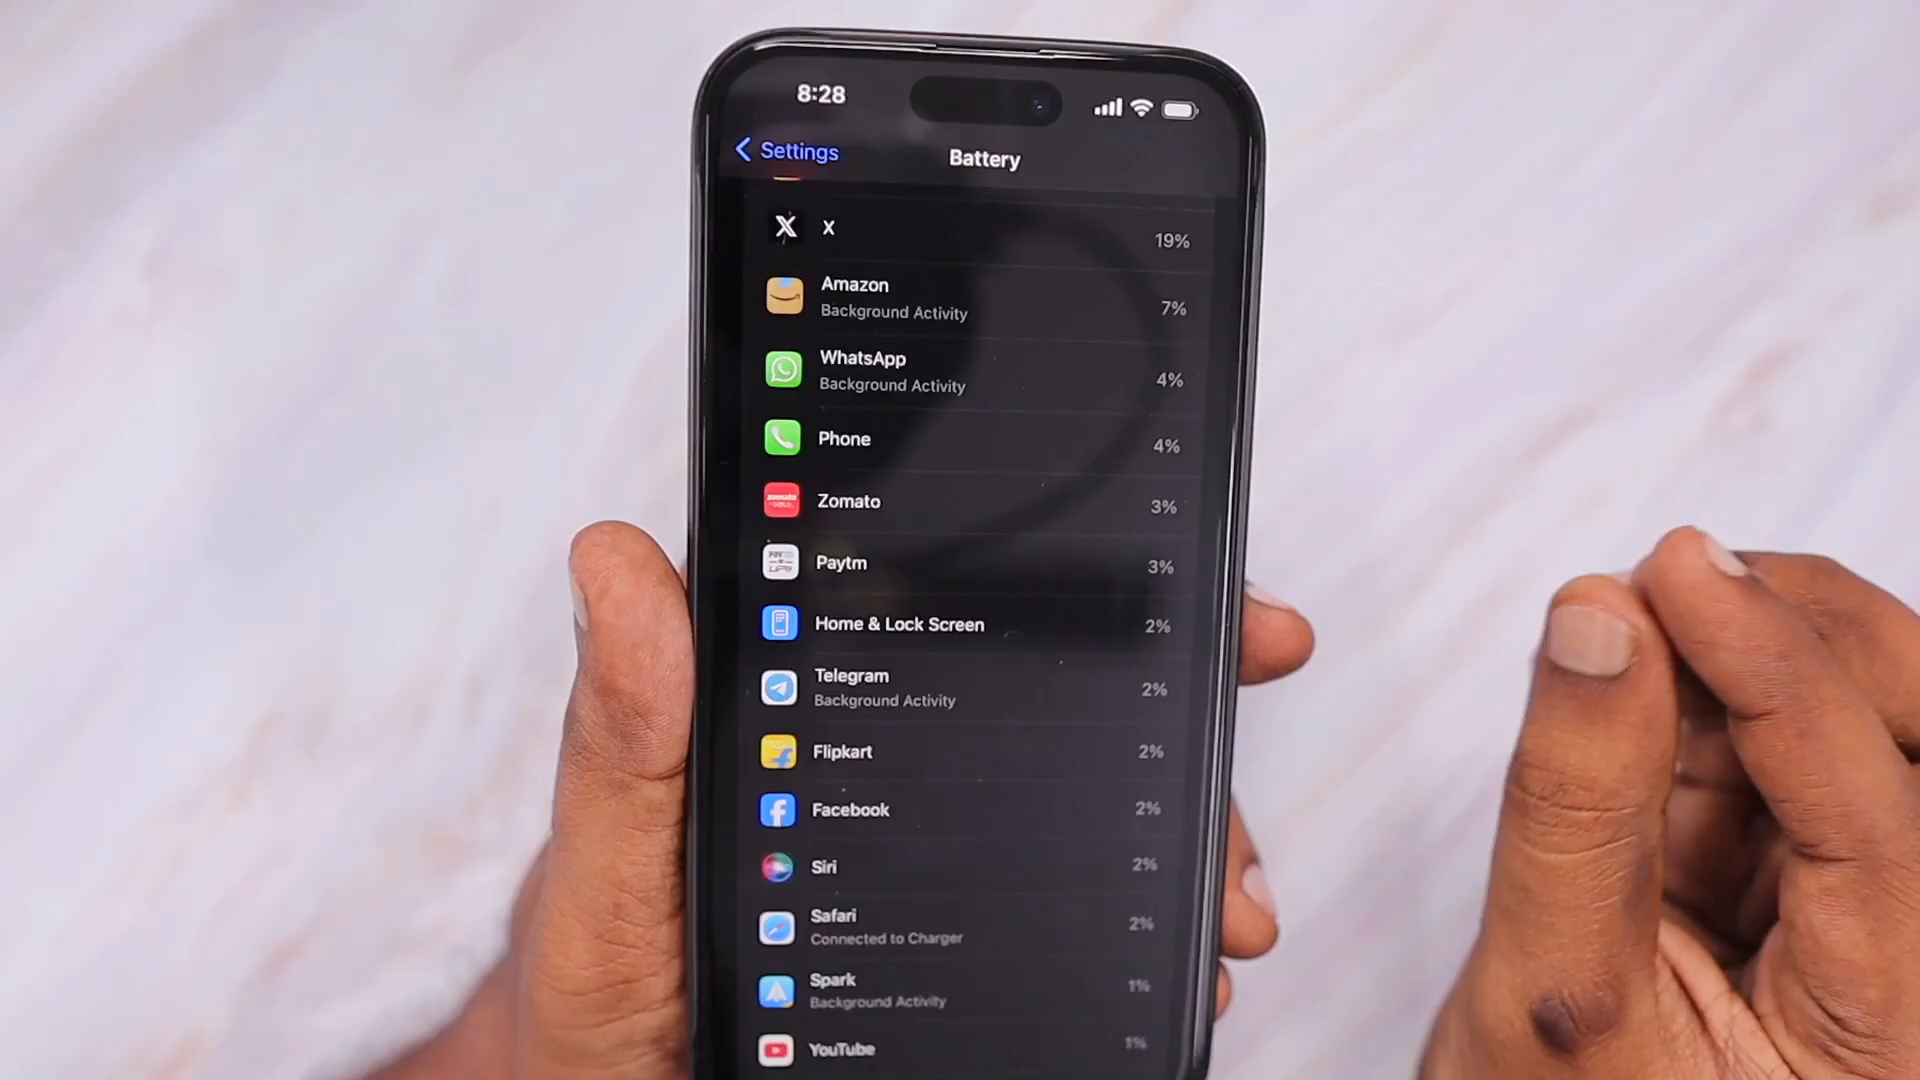 8:28
Settings
Battery
X
19%
Amazon
Background Activity
7%
WhatsApp
Background Activity
4%
Phone
4%
zomato
Zomato
3%
Paytm
3%
Home & Lock Screen
2%
Telegram
Background Activity
2%
Flipkart
2%
Facebook
2%
Siri
2%
Safari
Connected to Charger
2%
Spark
Background Activity
1%
YouTube
1%